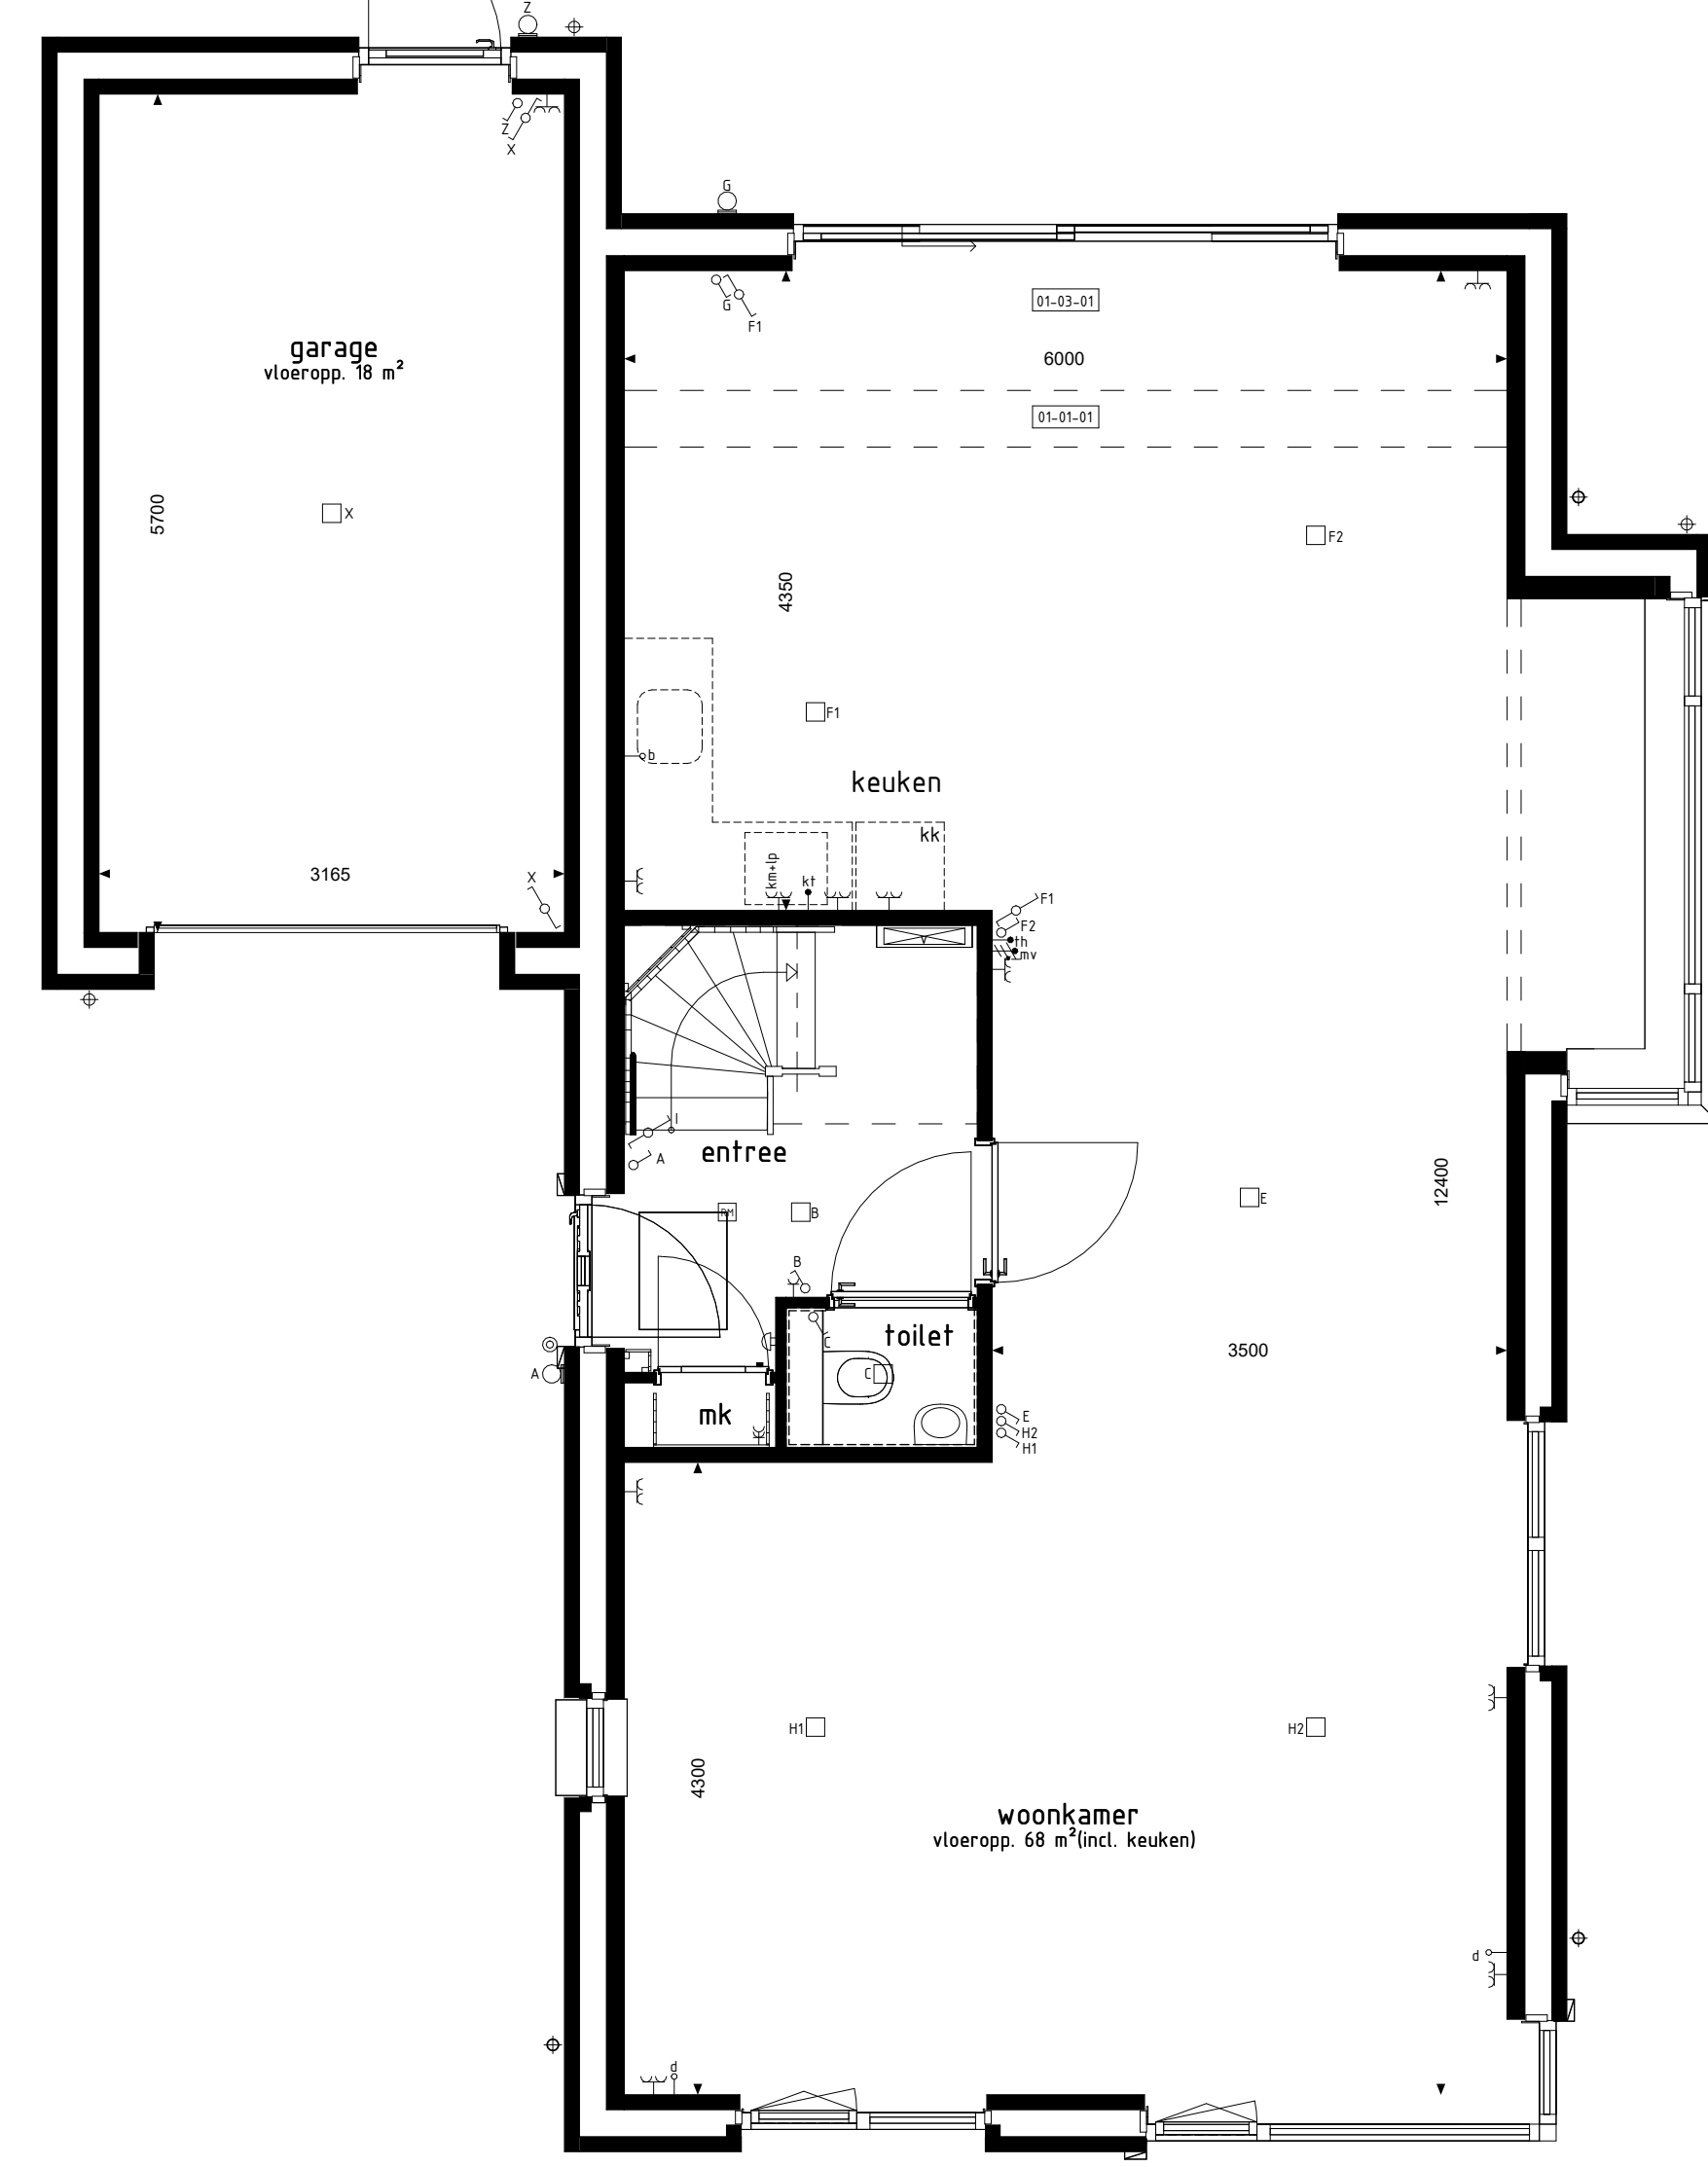 Z
Z
X
G
G
F1
01-03-01
6000
01-01-01
garage
vloeropp. 18 m²
5700
X
F2
4350
F1
b
keuken
kk
km+lp
kt
3165
X
F1
F2
th
mv
I
A
entree
RM
B
B
E
12400
toilet
C
C
A
mk
3500
E
H2
H1
H1
H2
4300
woonkamer
vloeropp. 68 m²(incl. keuken)
d
d